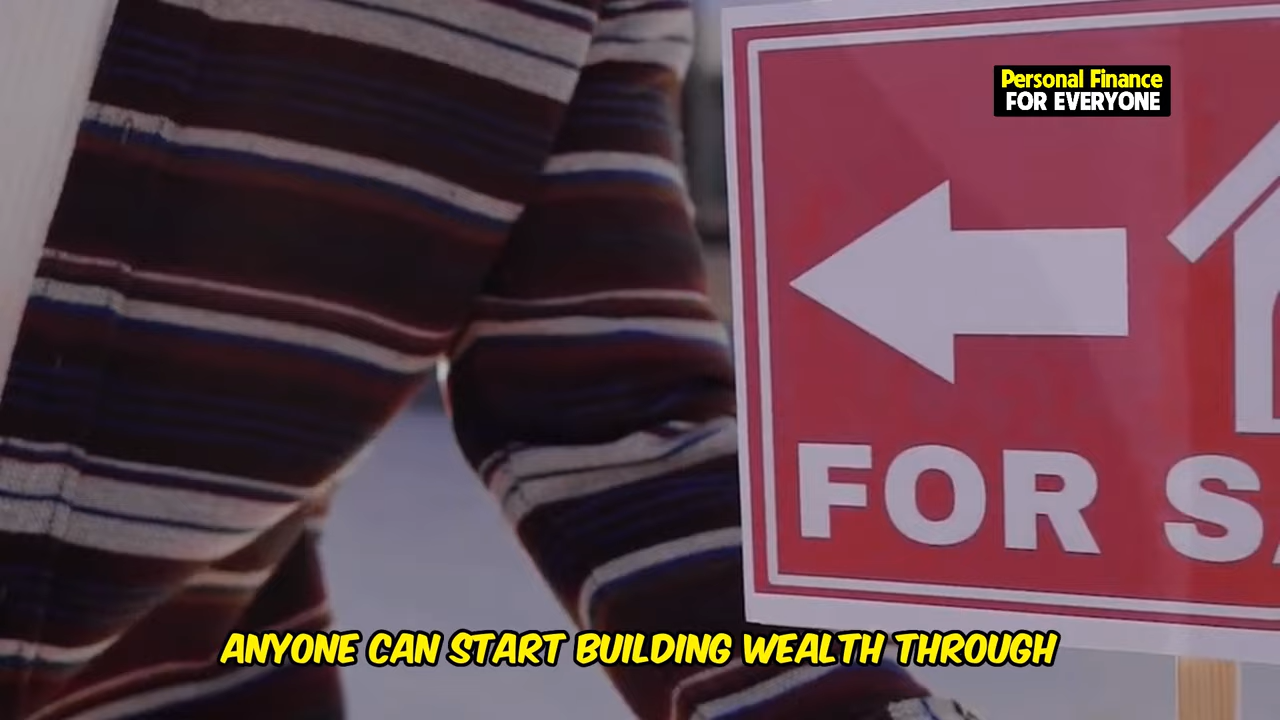 Personal Finance
FOR EVERYONE
FOR S
ANYONE CAN START BUILDING WEALTH THROUGH